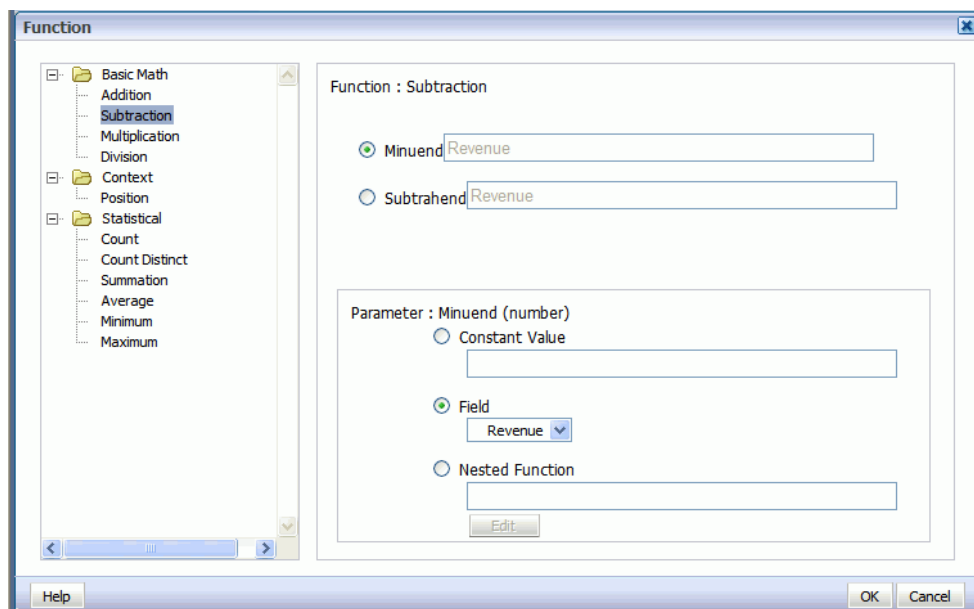 Function
Basic Math
Addition
Subtraction
Multiplication
Division
Context
Position
Statistical
Count
Count Distinct
Summation
Average
Minimum
Maximum
Function : Subtraction
Minuend Revenue
Subtrahend Revenue
Parameter : Minuend (number)
Constant Value
Field
Revenue
Nested Function
Edit
Help
OK
Cancel